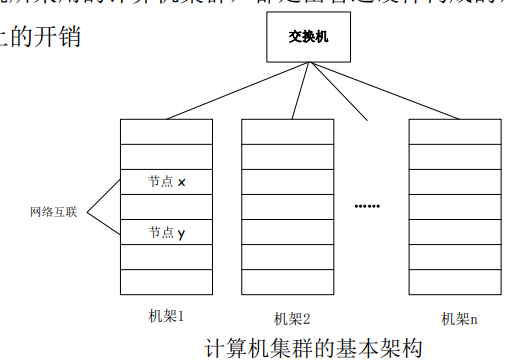 上的开销
交换机
节点 x
网络互联
节点 y
......
机架1
机架2
机架n
计算机集群的基本架构